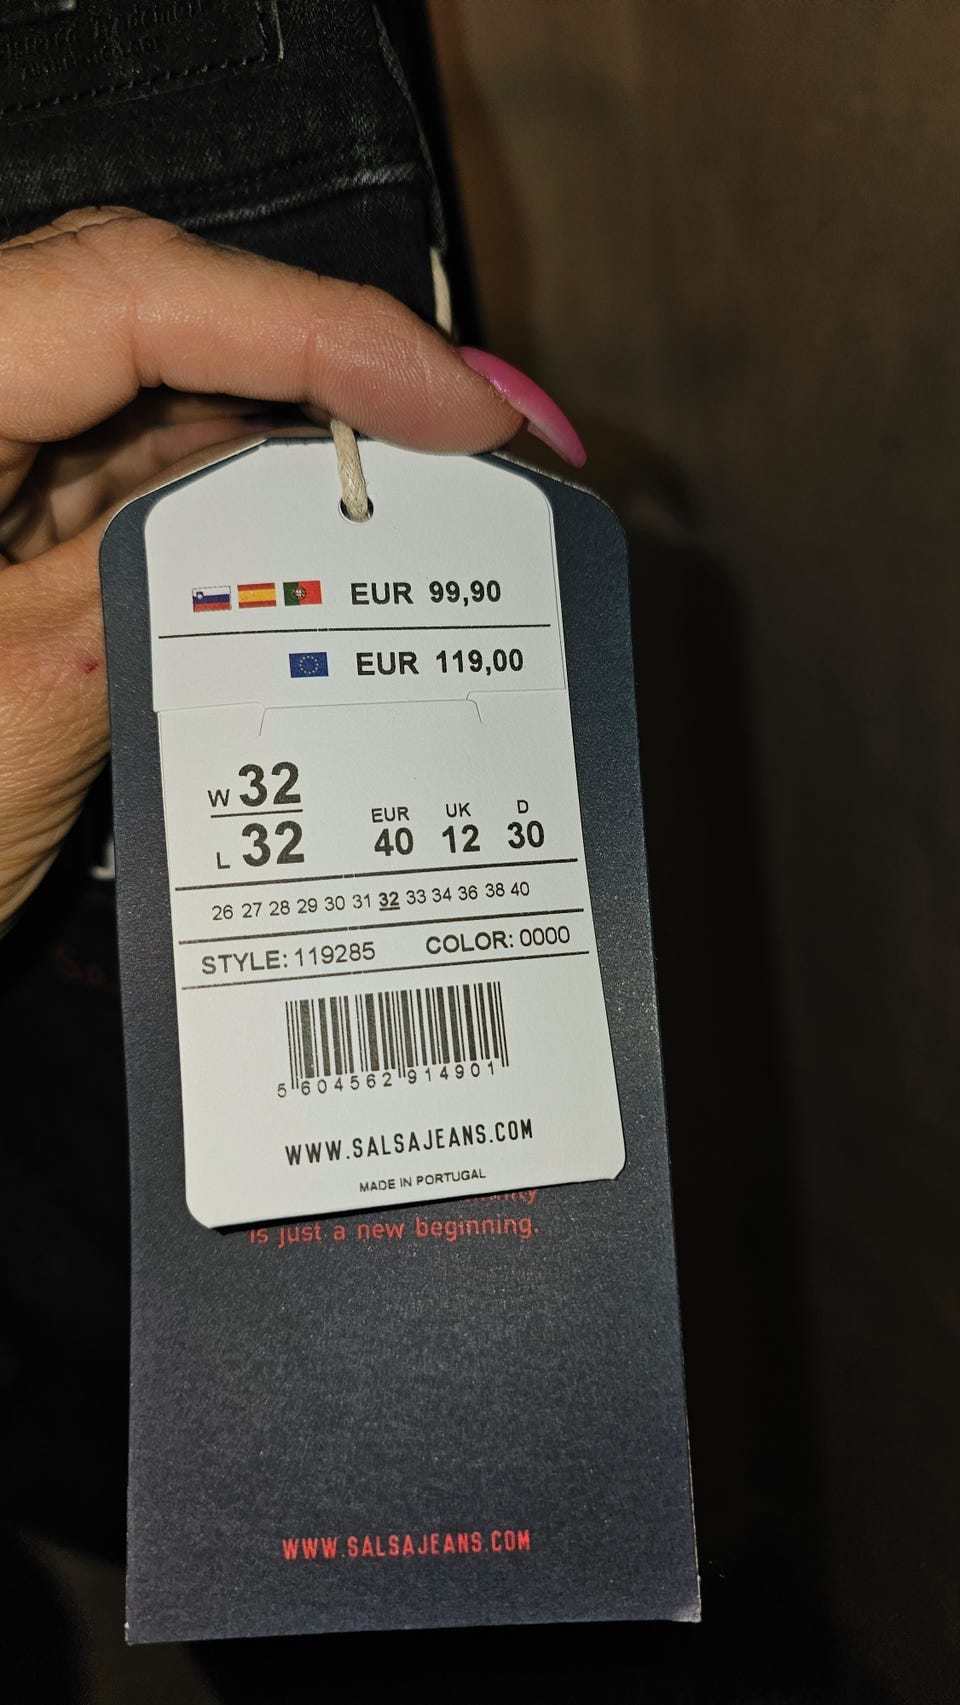 EUR 99,90
EUR 119,00
W 32
L 32
EUR UK D
40 12 30
26 27 28 29 30 31 32 33 34 36 38 40
STYLE: 119285 COLOR: 0000
5 604562 914901
WWW.SALSAJEANS.COM
MADE IN PORTUGAL
is just a new beginning.
WWW.SALSAJEANS.COM